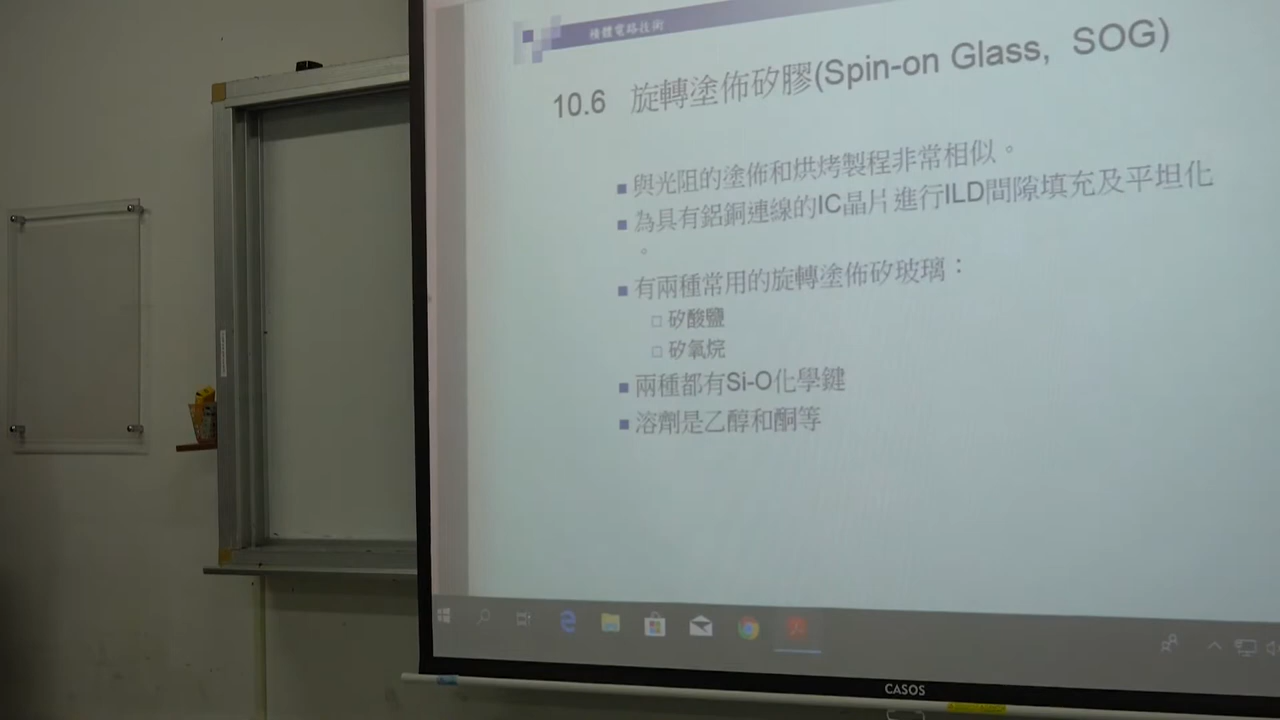 積體電路技術
10.6 旋轉塗佈矽膠(Spin-on Glass, SOG)
■與光阻的塗佈和烘烤製程非常相似。
■為具有鋁銅連線的IC晶片進行ILD間隙填充及平坦化
。
■有兩種常用的旋轉塗佈矽玻璃：
□ 矽酸鹽
□ 矽氧烷
■兩種都有Si-O化學鍵
■溶劑是乙醇和酮等
CASOS